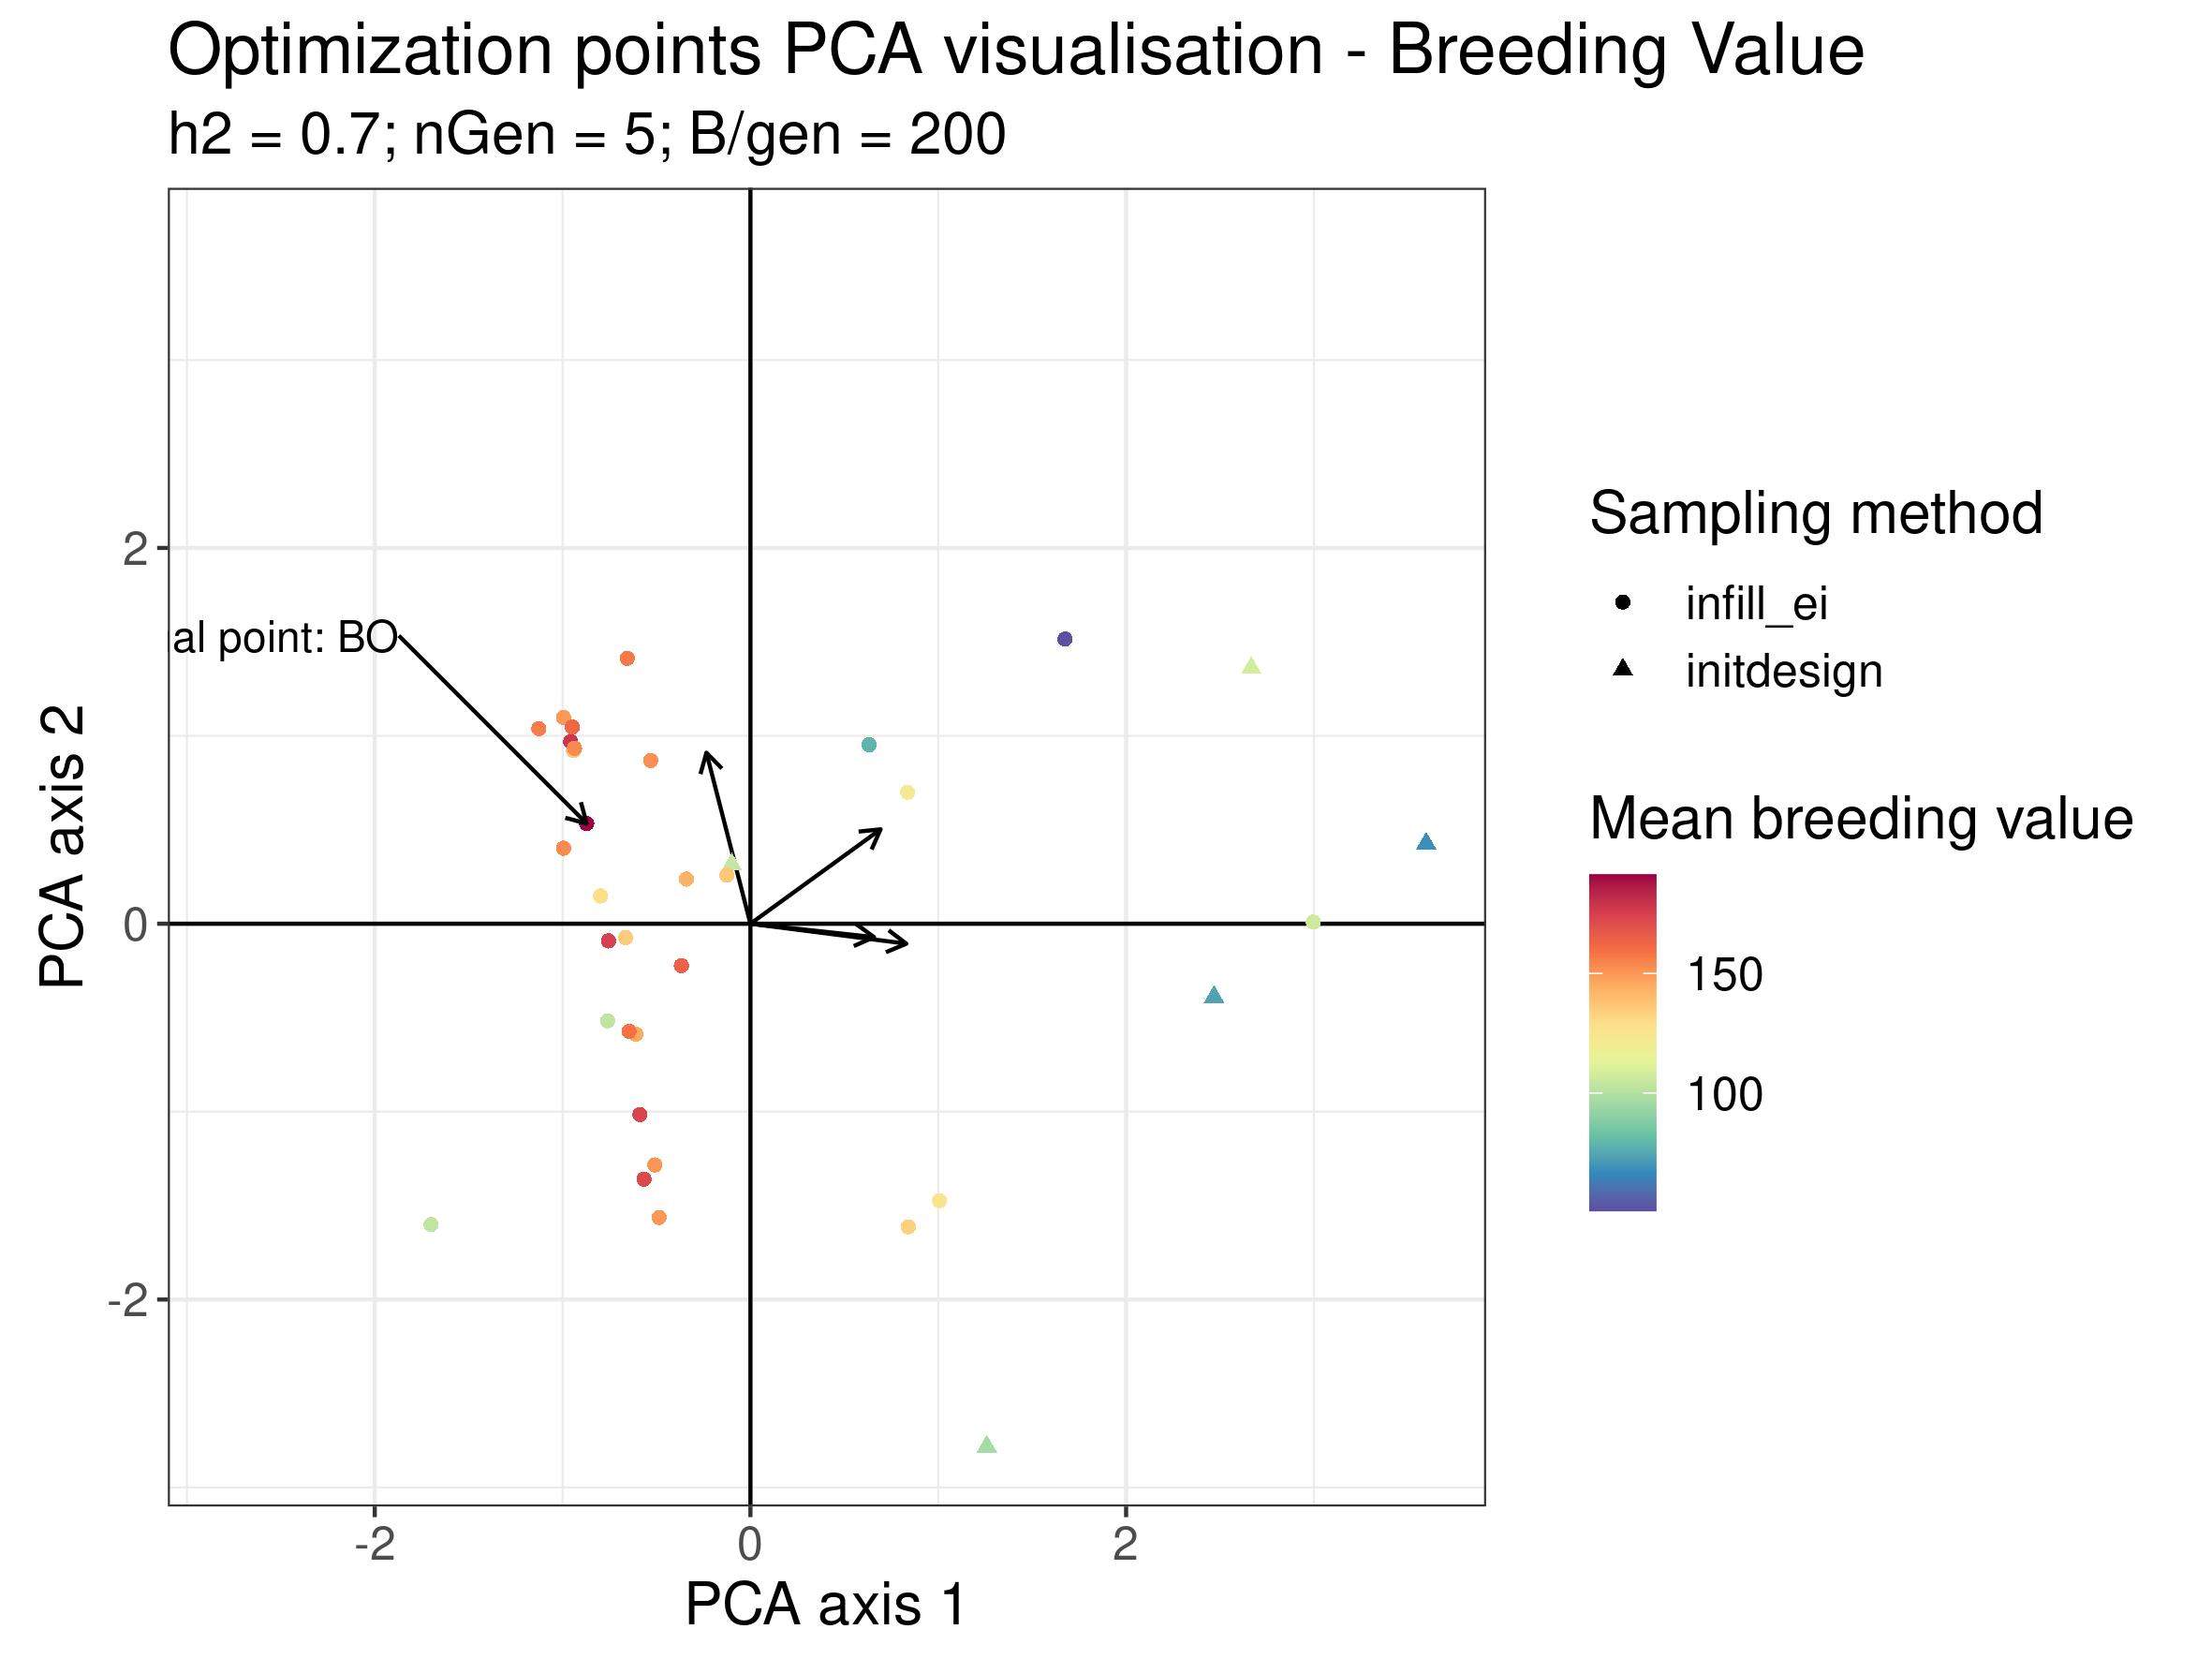 Optimization points PCA visualisation - Breeding Value
h2 = 0.7; nGen = 5; B/gen = 200
al point: BO
PCA axis 2
2
0
-2
-2
0
2
PCA axis 1
Sampling method
infill_ei
initdesign
Mean breeding value
150
100